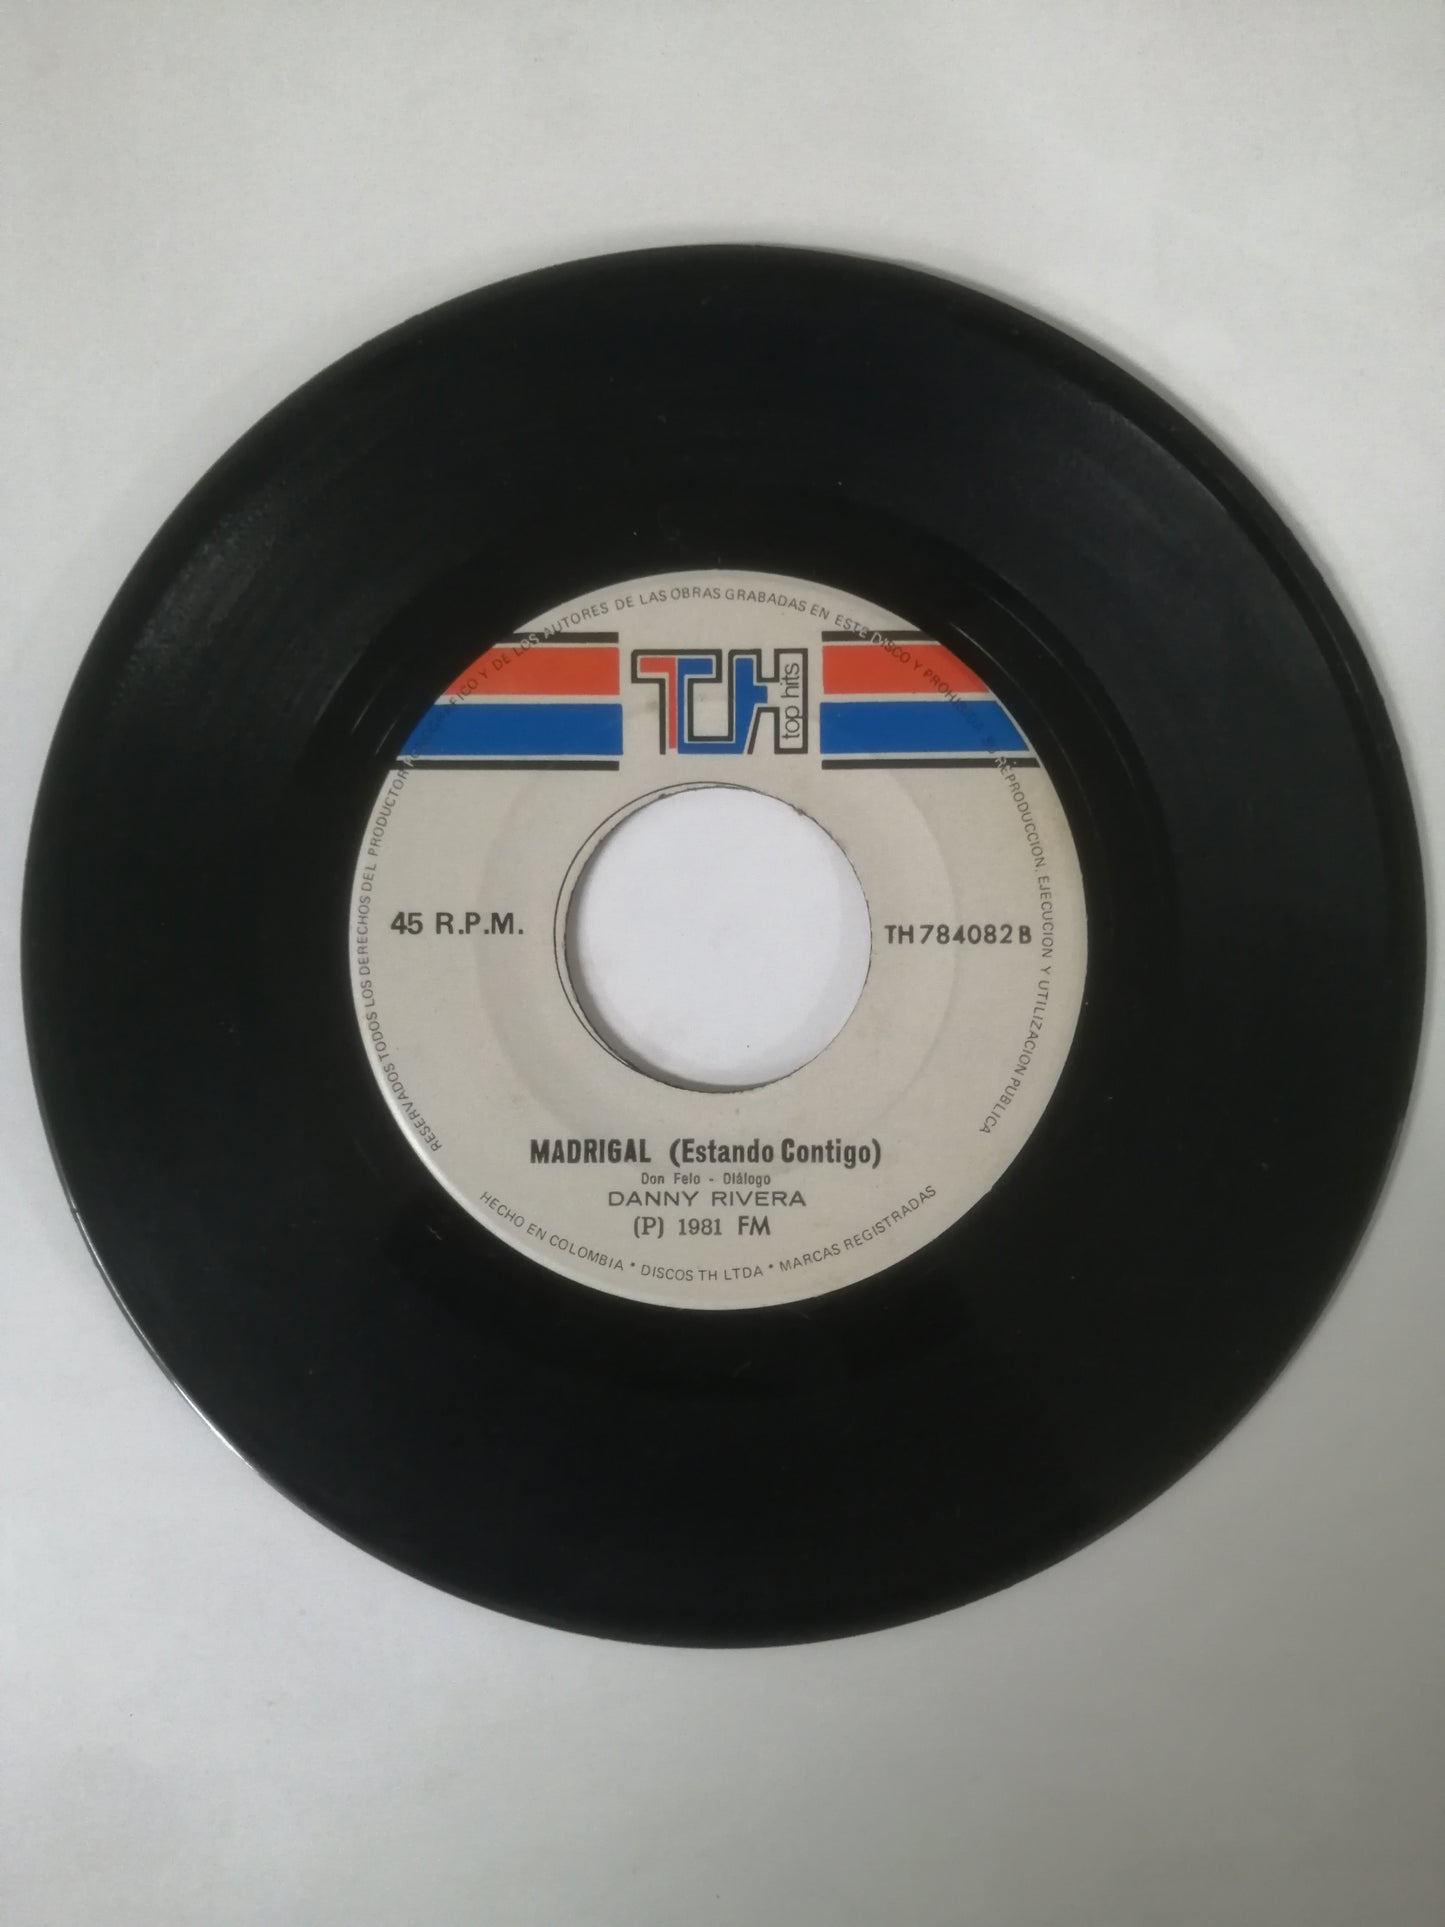 RESERVADOS TODOS LOS DERECHOS DEL PRODUCTOR FONOGRAFICO Y DE LOS AUTORES DE LAS OBRAS GRABADAS EN ESTE DISCO Y PROHIBIDA SU REPRODUCCION, EJECUCION Y UTILIZACION PUBLICA
TH top hits
45 R.P.M.
TH 784082 B
MADRIGAL (Estando Contigo)
Don Felo - Diálogo
DANNY RIVERA
(P) 1981 FM
HECHO EN COLOMBIA * DISCOS TH LTDA * MARCAS REGISTRADAS